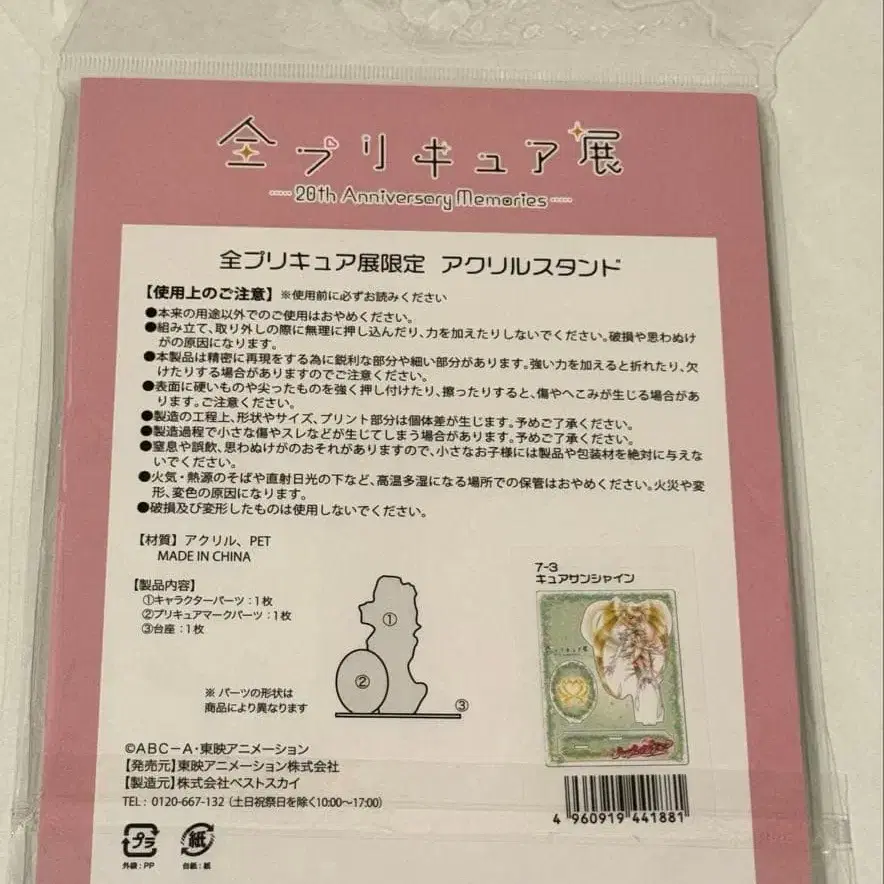 全プリキュア展
20th Anniversary Memories
全プリキュア展限定 アクリルスタンド
【使用上のご注意】 ※使用前に必ずお読みください
●本来の用途以外でのご使用はおやめください。
●組み立て、取り外しの際に無理に押し込んだり、力を加えたりしないでください。破損や思わぬけ
がの原因になります。
●本製品は精密に再現をする為に鋭利な部分や細い部分があります。強い力を加えると折れたり、欠
けたりする場合がありますのでご注意ください。
●表面に硬いものや尖ったものを強く押し付けたり、擦ったりすると、傷やへこみが生じる場合があ
ります。ご注意ください。
●製造の工程上、形状やサイズ、プリント部分は個体差が生じます。予めご了承ください。
●製造過程で小さな傷やスレなどが生じてしまう場合があります。予めご了承ください。
●窒息や誤飲、思わぬけがのおそれがありますので、小さなお子様には製品や包装材を絶対に与えな
いでください。
●火気・熱源のそばや直射日光の下など、高温多湿になる場所での保管はおやめください。火災や変
形、変色の原因になります。
●破損及び変形したものは使用しないでください。
【材質】アクリル、PET
MADE IN CHINA
【製品内容】
①キャラクターパーツ：1枚
②プリキュアマークパーツ：1枚
③台座：1枚
①
②
③
※ パーツの形状は
商品により異なります
7-3
キュアサンシャイン
全プリキュア展
©ABC-A・東映アニメーション
【発売元】東映アニメーション株式会社
【製造元】株式会社ベストスカイ
TEL： 0120-667-132 （土日祝祭日を除く10:00～17:00）
4 960919 441881
プラ
外袋：PP
紙
台紙：紙